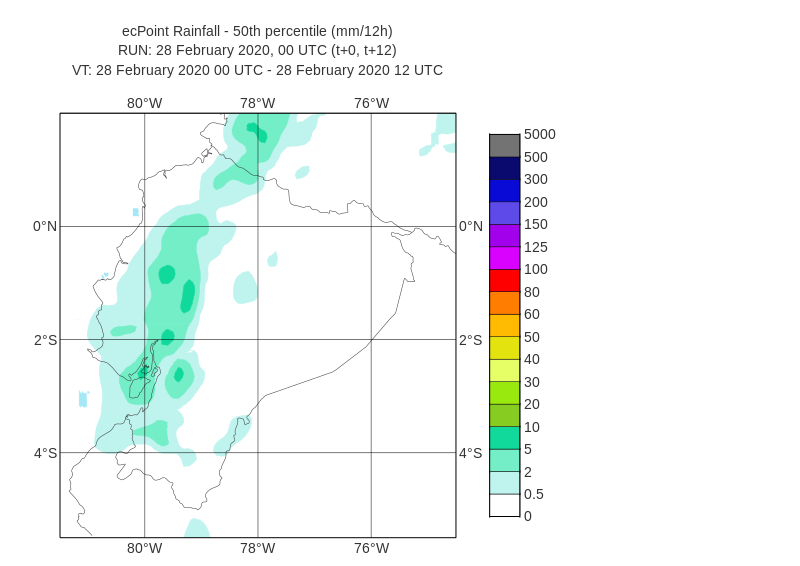 ecPoint Rainfall - 50th percentile (mm/12h)
RUN: 28 February 2020, 00 UTC (t+0, t+12)
VT: 28 February 2020 00 UTC - 28 February 2020 12 UTC
80°W 78°W 76°W
5000
500
300
200
0°N 0°N
150
125
100
80
60
50
2°S 2°S
40
30
20
10
5
4°S 4°S
2
0.5
0
80°W 78°W 76°W